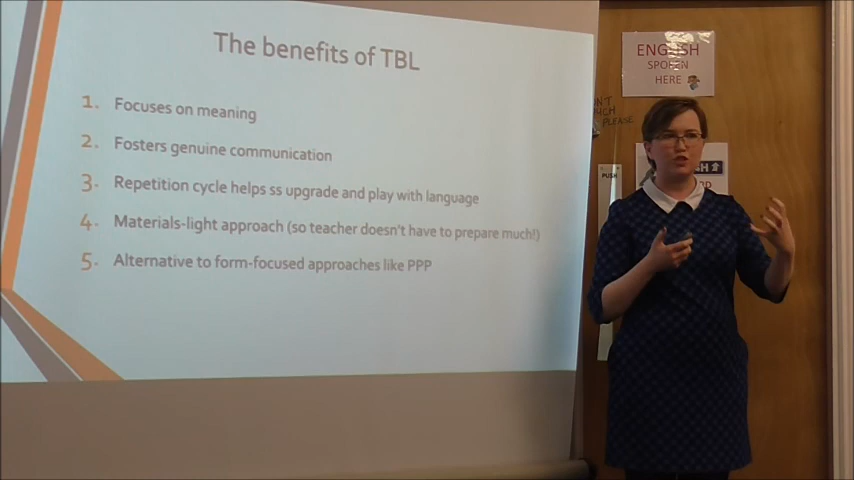 The benefits of TBL
1. Focuses on meaning
2. Fosters genuine communication
3. Repetition cycle helps ss upgrade and play with language
4. Materials-light approach (so teacher doesn't have to prepare much!)
5. Alternative to form-focused approaches like PPP
ENGLISH
SPOKEN
HERE
PLEASE
PUSH